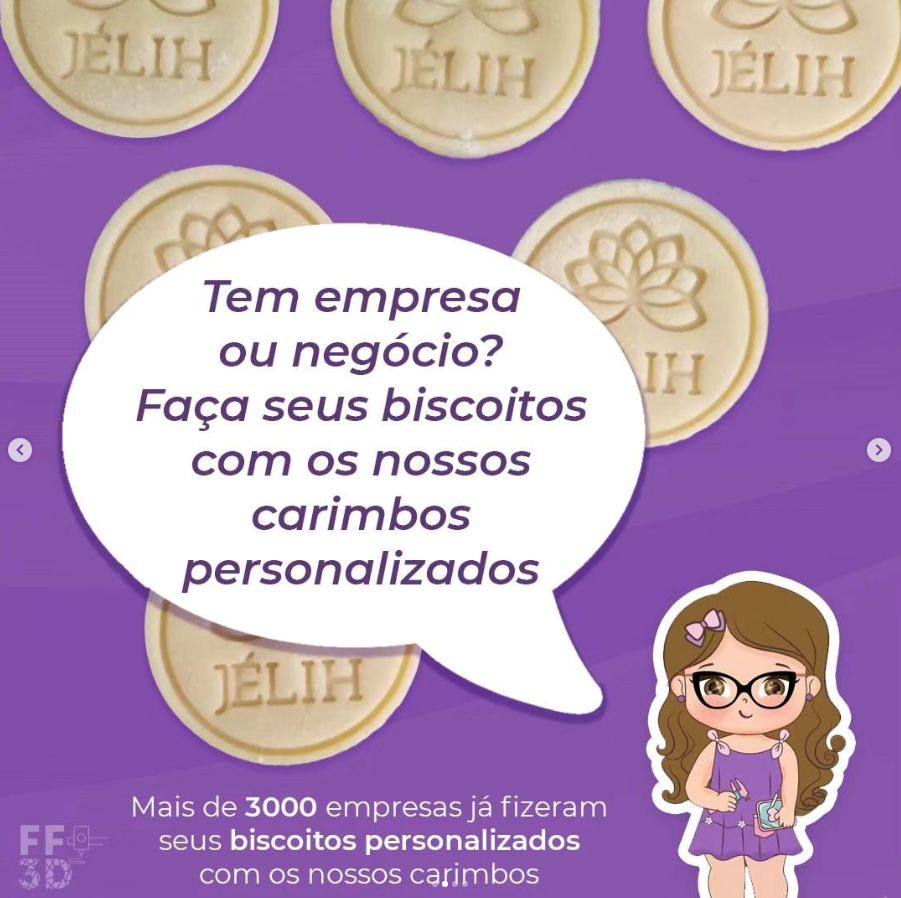 JÉLIH
JÉLIH
JÉLIH
Tem empresa
ou negócio?
Faça seus biscoitos
com os nossos
carimbos
personalizados
IH
JÉLIH
Mais de 3000 empresas já fizeram
seus biscoitos personalizados
com os nossos carimbos
FF
3D